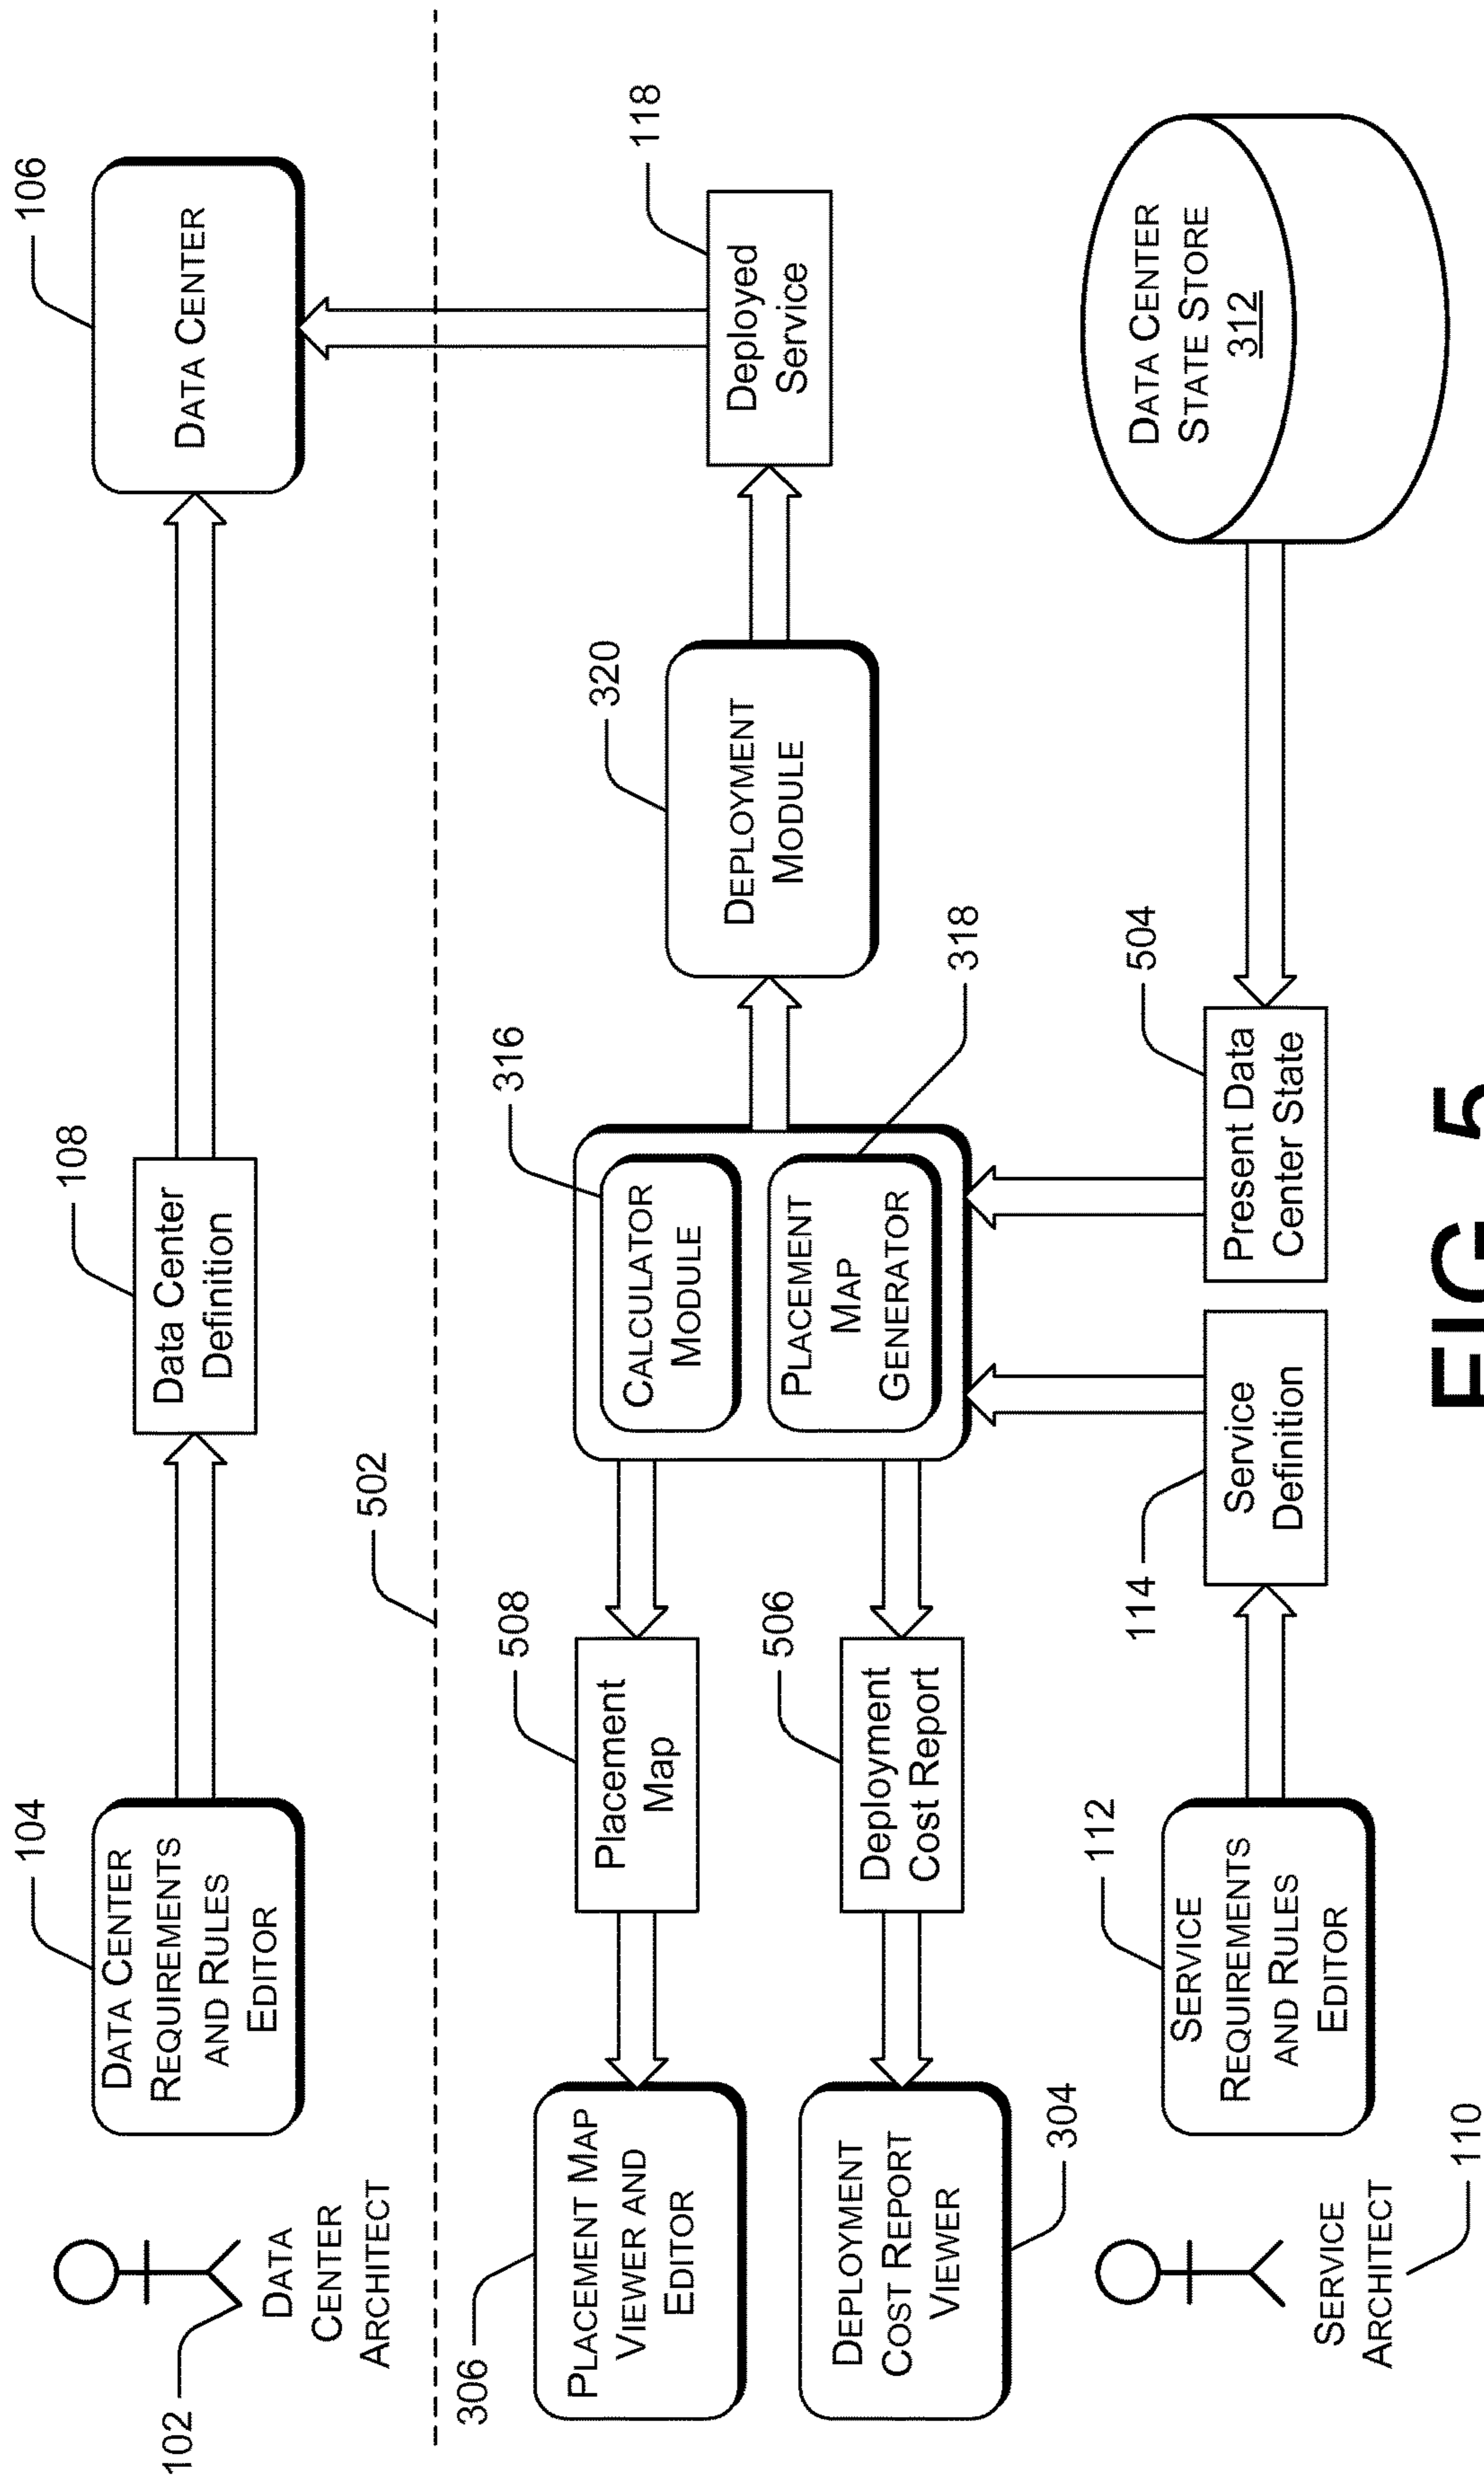 106
DATA CENTER
108
Data Center
Definition
104
DATA CENTER
REQUIREMENTS
AND RULES
EDITOR
102
DATA
CENTER
ARCHITECT
502
118
Deployed
Service
320
DEPLOYMENT
MODULE
316
CALCULATOR
MODULE
318
PLACEMENT
MAP
GENERATOR
508
Placement
Map
506
Deployment
Cost Report
306
PLACEMENT MAP
VIEWER AND
EDITOR
304
DEPLOYMENT
COST REPORT
VIEWER
DATA CENTER
STATE STORE
312
504
Present Data
Center State
114
Service
Definition
112
SERVICE
REQUIREMENTS
AND RULES
EDITOR
110
SERVICE
ARCHITECT
FIG. 5